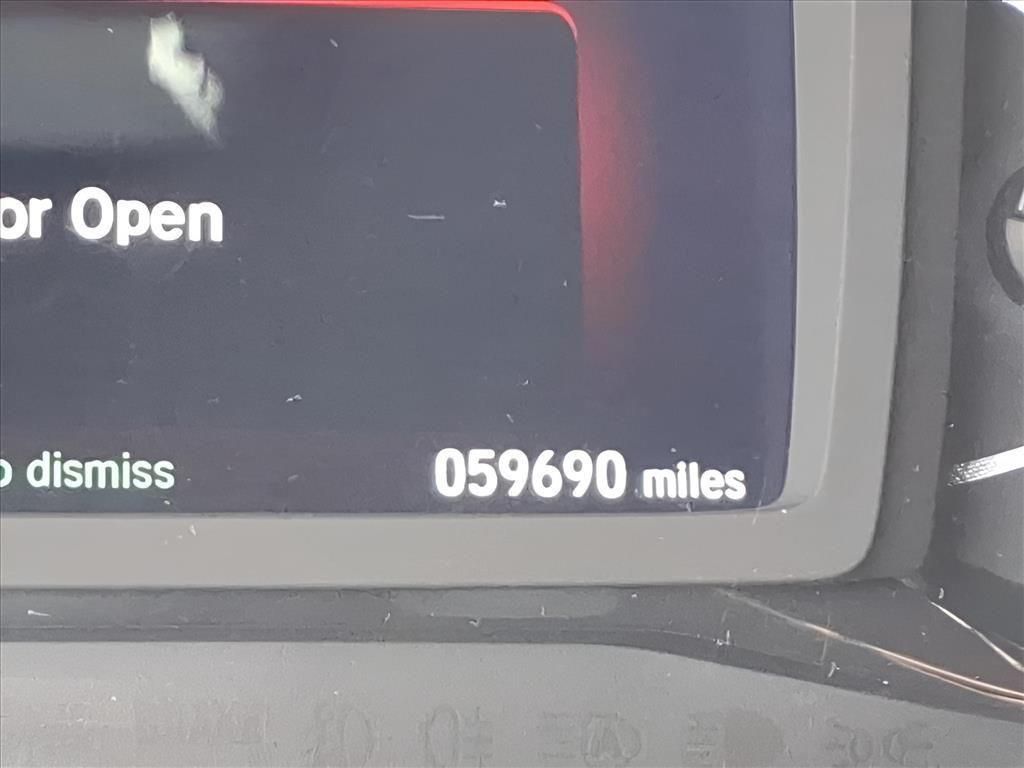 or Open
o dismiss
059690 miles